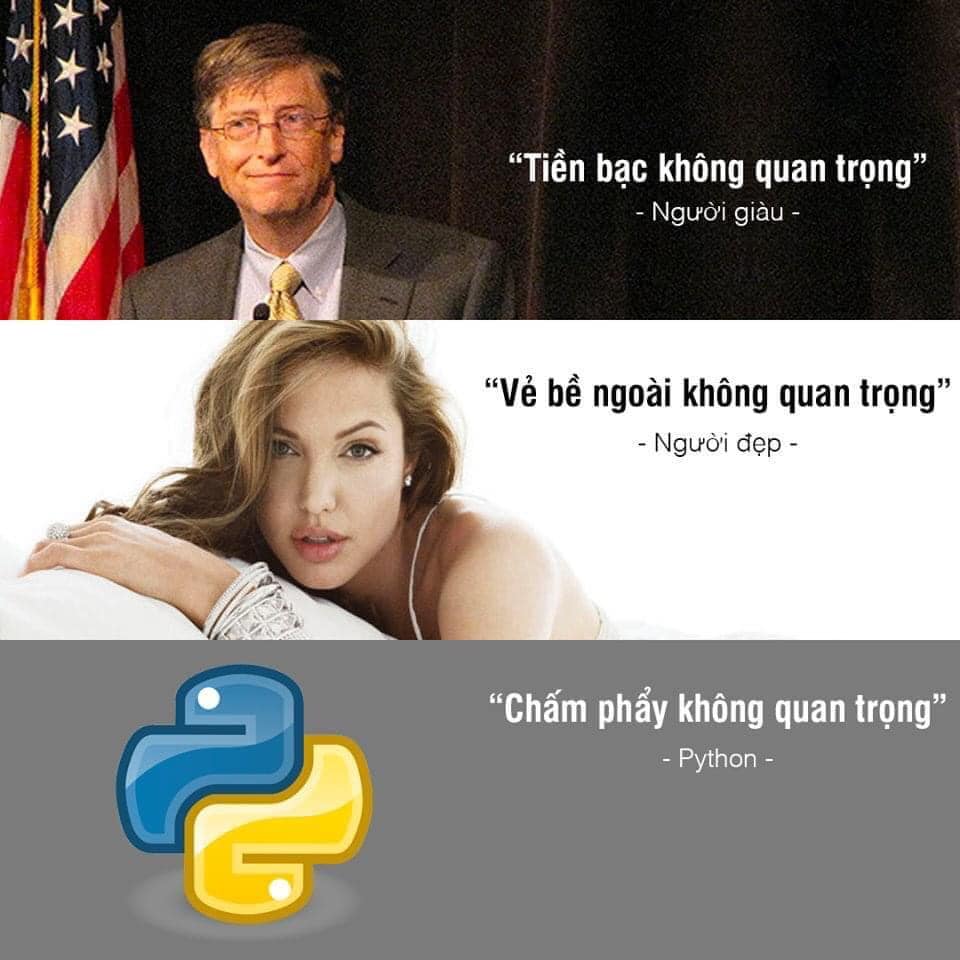 “Tiền bạc không quan trọng”
- Người giàu -
“Vẻ bề ngoài không quan trọng”
- Người đẹp -
“Chấm phẩy không quan trọng”
- Python -